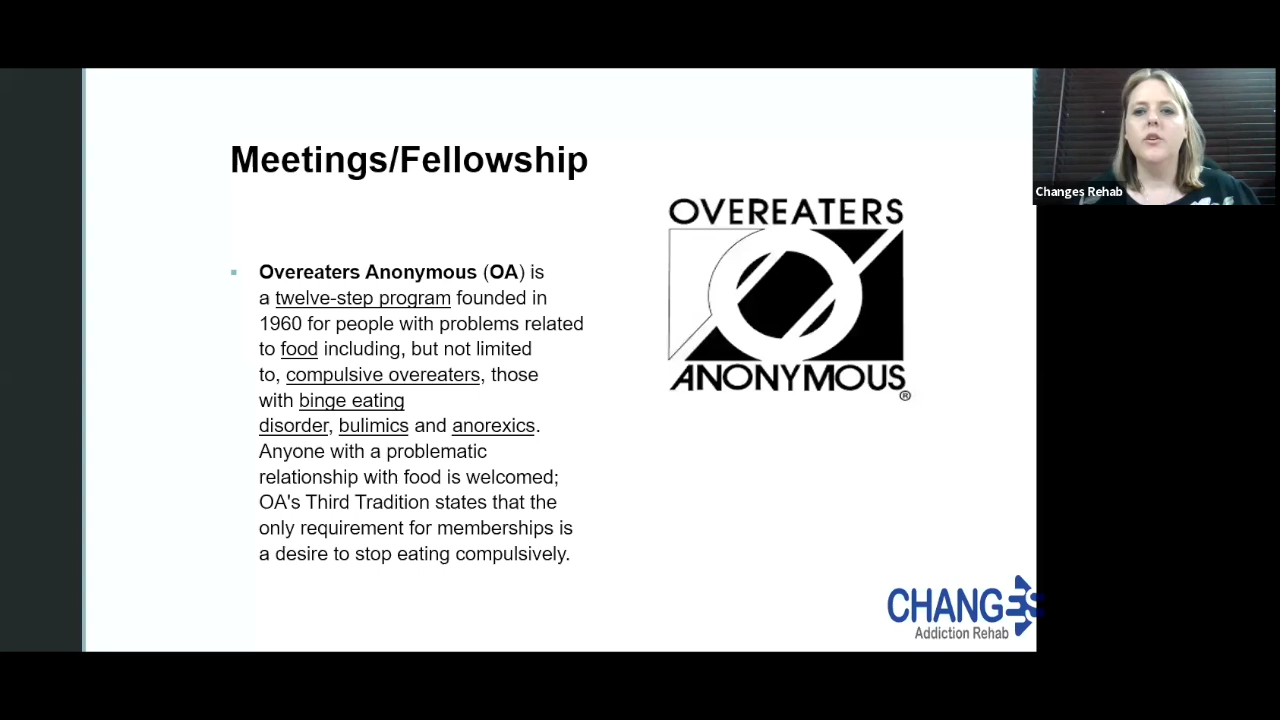 Meetings/Fellowship
OVEREATERS
ANONYMOUS
®
▪ Overeaters Anonymous (OA) is
a twelve-step program founded in
1960 for people with problems related
to food including, but not limited
to, compulsive overeaters, those
with binge eating
disorder, bulimics and anorexics.
Anyone with a problematic
relationship with food is welcomed;
OA's Third Tradition states that the
only requirement for memberships is
a desire to stop eating compulsively.
CHANGES
Addiction Rehab
Changes Rehab